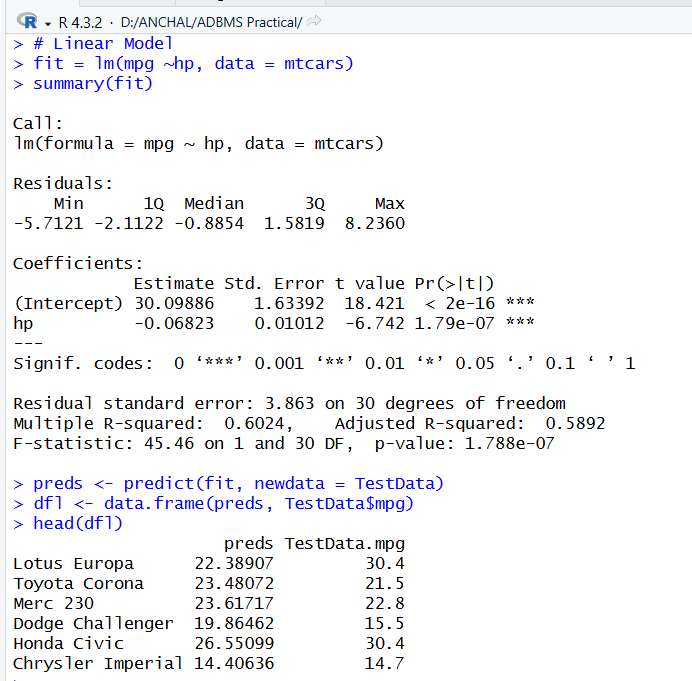 R 4.3.2 · D:/ANCHAL/ADBMS Practical/
> # Linear Model
> fit = lm(mpg ~hp, data = mtcars)
> summary(fit)

Call:
lm(formula = mpg ~ hp, data = mtcars)

Residuals:
    Min      1Q  Median      3Q     Max
-5.7121 -2.1122 -0.8854  1.5819  8.2360

Coefficients:
            Estimate Std. Error t value Pr(>|t|)
(Intercept) 30.09886    1.63392  18.421  < 2e-16 ***
hp          -0.06823    0.01012  -6.742 1.79e-07 ***
---
Signif. codes:  0 ‘***’ 0.001 ‘**’ 0.01 ‘*’ 0.05 ‘.’ 0.1 ‘ ’ 1

Residual standard error: 3.863 on 30 degrees of freedom
Multiple R-squared:  0.6024,    Adjusted R-squared:  0.5892
F-statistic: 45.46 on 1 and 30 DF,  p-value: 1.788e-07

> preds <- predict(fit, newdata = TestData)
> dfl <- data.frame(preds, TestData$mpg)
> head(dfl)
                     preds TestData.mpg
Lotus Europa      22.38907         30.4
Toyota Corona     23.48072         21.5
Merc 230          23.61717         22.8
Dodge Challenger  19.86462         15.5
Honda Civic       26.55099         30.4
Chrysler Imperial 14.40636         14.7